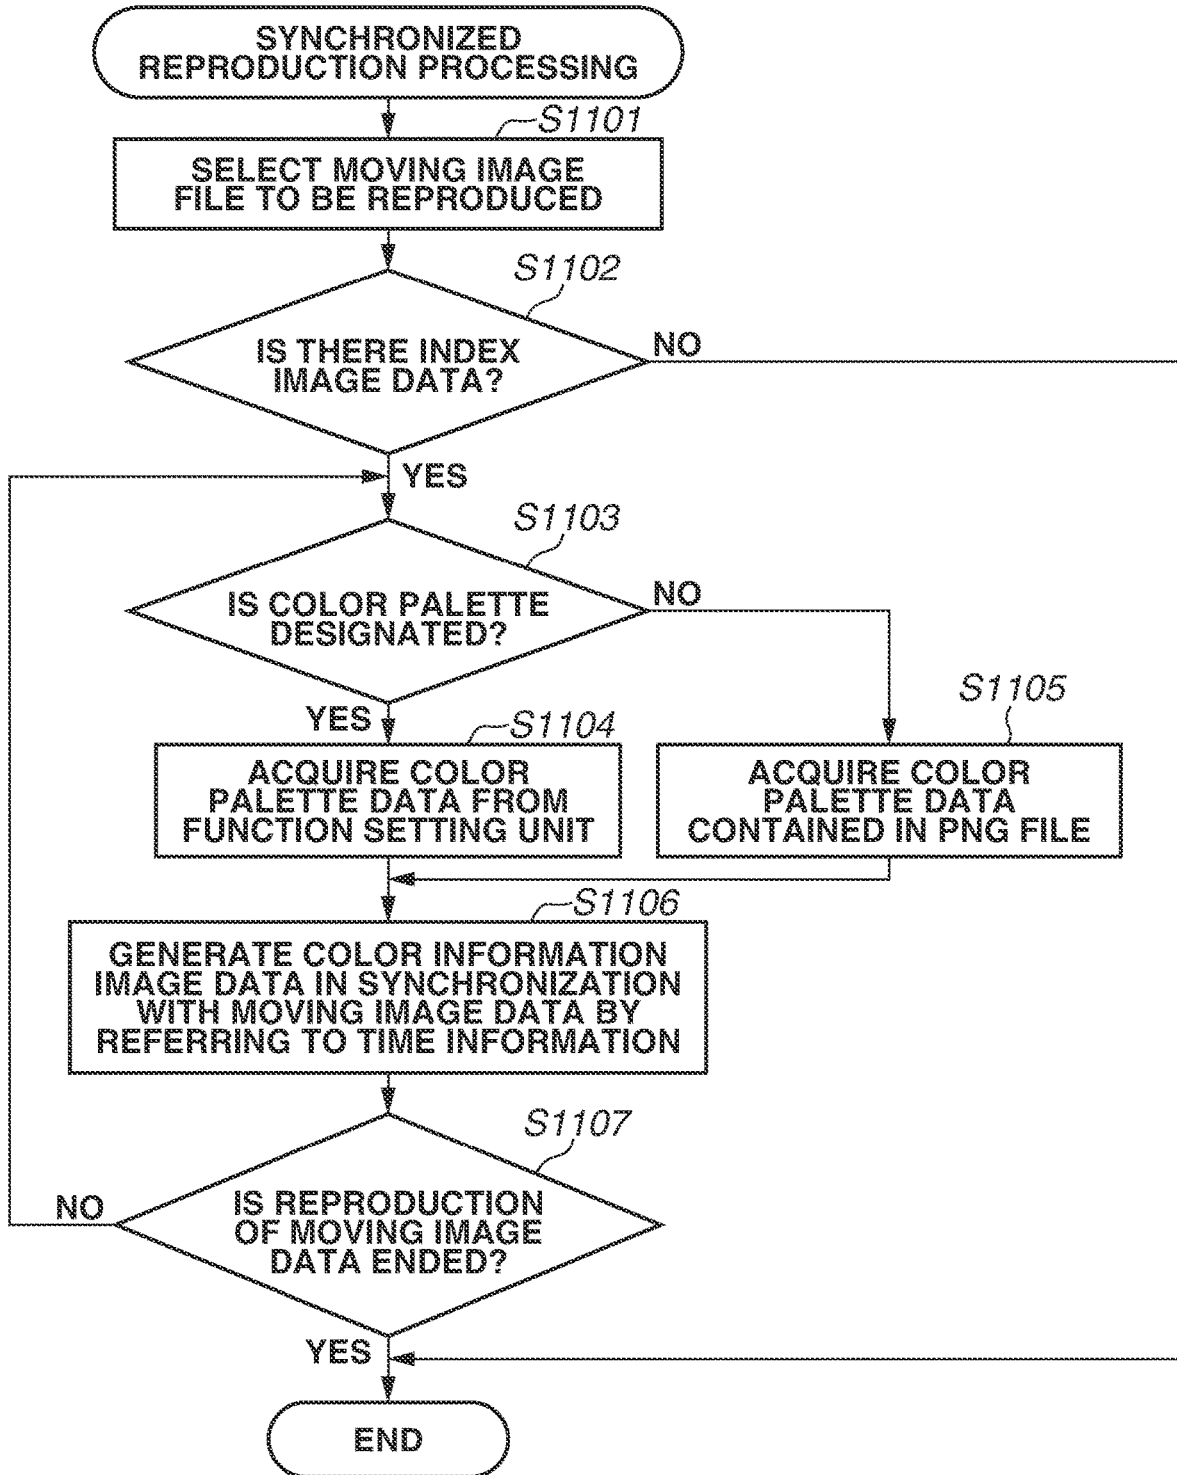 SYNCHRONIZED
REPRODUCTION PROCESSING
S1101
SELECT MOVING IMAGE
FILE TO BE REPRODUCED
S1102
IS THERE INDEX
IMAGE DATA?
NO
YES
S1103
IS COLOR PALETTE
DESIGNATED?
NO
YES
S1104
ACQUIRE COLOR
PALETTE DATA FROM
FUNCTION SETTING UNIT
S1105
ACQUIRE COLOR
PALETTE DATA
CONTAINED IN PNG FILE
S1106
GENERATE COLOR INFORMATION
IMAGE DATA IN SYNCHRONIZATION
WITH MOVING IMAGE DATA BY
REFERRING TO TIME INFORMATION
S1107
IS REPRODUCTION
OF MOVING IMAGE
DATA ENDED?
NO
YES
END